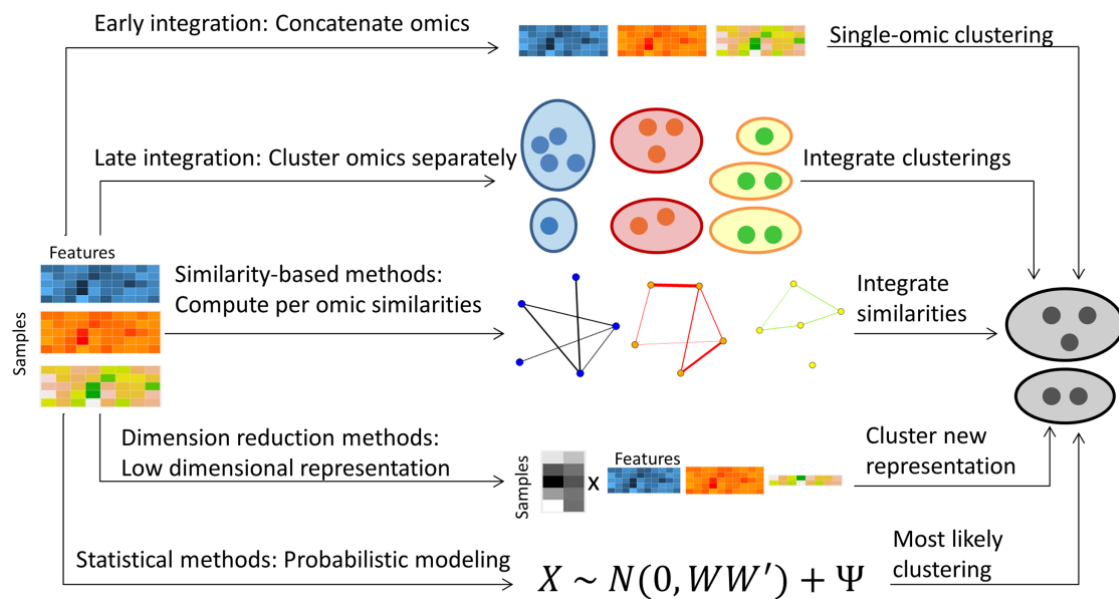 Early integration: Concatenate omics
Single-omic clustering
Late integration: Cluster omics separately
Integrate clusterings
Features
Samples
Similarity-based methods:
Compute per omic similarities
Integrate
similarities
Dimension reduction methods:
Low dimensional representation
Samples
x
Features
Cluster new
representation
Statistical methods: Probabilistic modeling
X ~ N(0, WW′) + Ψ
Most likely
clustering